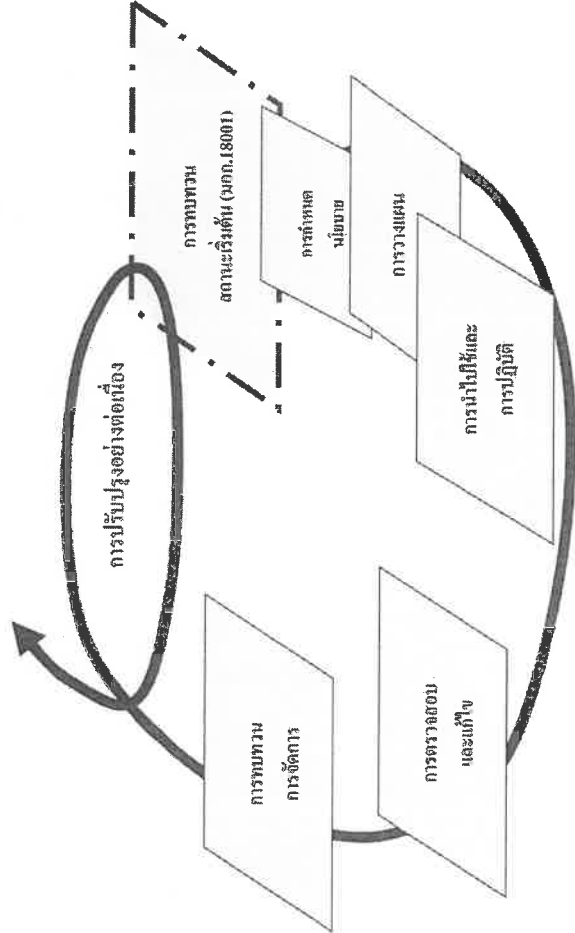 การปรับปรุงอย่างต่อเนื่อง
การทบทวน
สถานะเริ่มต้น (มอก.18001)
การกำหนด
นโยบาย
การวางแผน
การนำไปใช้และ
การปฏิบัติ
การตรวจสอบ
และแก้ไข
การทบทวน
การจัดการ